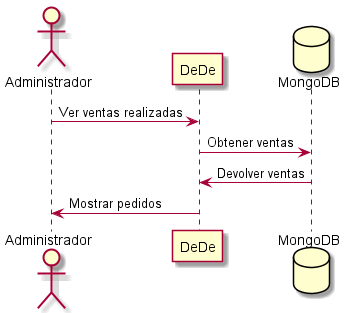 Administrador
DeDe
MongoDB
Ver ventas realizadas
Obtener ventas
Devolver ventas
Mostrar pedidos
Administrador
DeDe
MongoDB